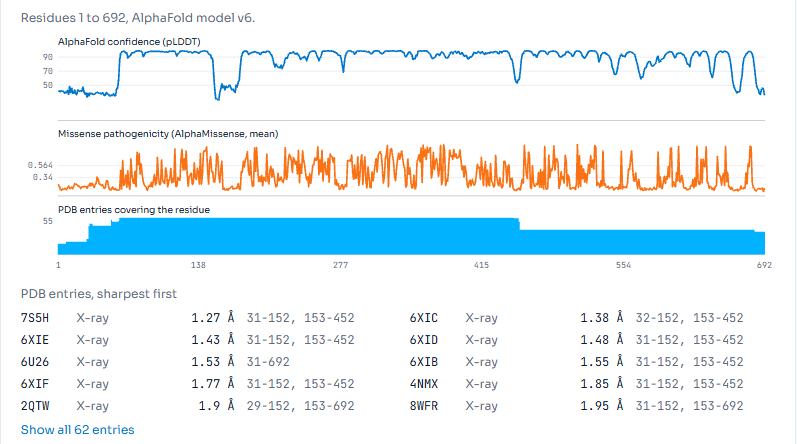 Residues 1 to 692, AlphaFold model v6.
AlphaFold confidence (pLDDT)
90
70
50
Missense pathogenicity (AlphaMissense, mean)
0.564
0.34
PDB entries covering the residue
55
1 138 277 415 554 692
PDB entries, sharpest first
7S5H X-ray 1.27 Å 31-152, 153-452 6XIC X-ray 1.38 Å 32-152, 153-452
6XIE X-ray 1.43 Å 31-152, 153-452 6XID X-ray 1.48 Å 31-152, 153-452
6U26 X-ray 1.53 Å 31-692 6XIB X-ray 1.55 Å 31-152, 153-452
6XIF X-ray 1.77 Å 31-152, 153-452 4NMX X-ray 1.85 Å 31-152, 153-452
2QTW X-ray 1.9 Å 29-152, 153-692 8WFR X-ray 1.95 Å 31-152, 153-692
Show all 62 entries